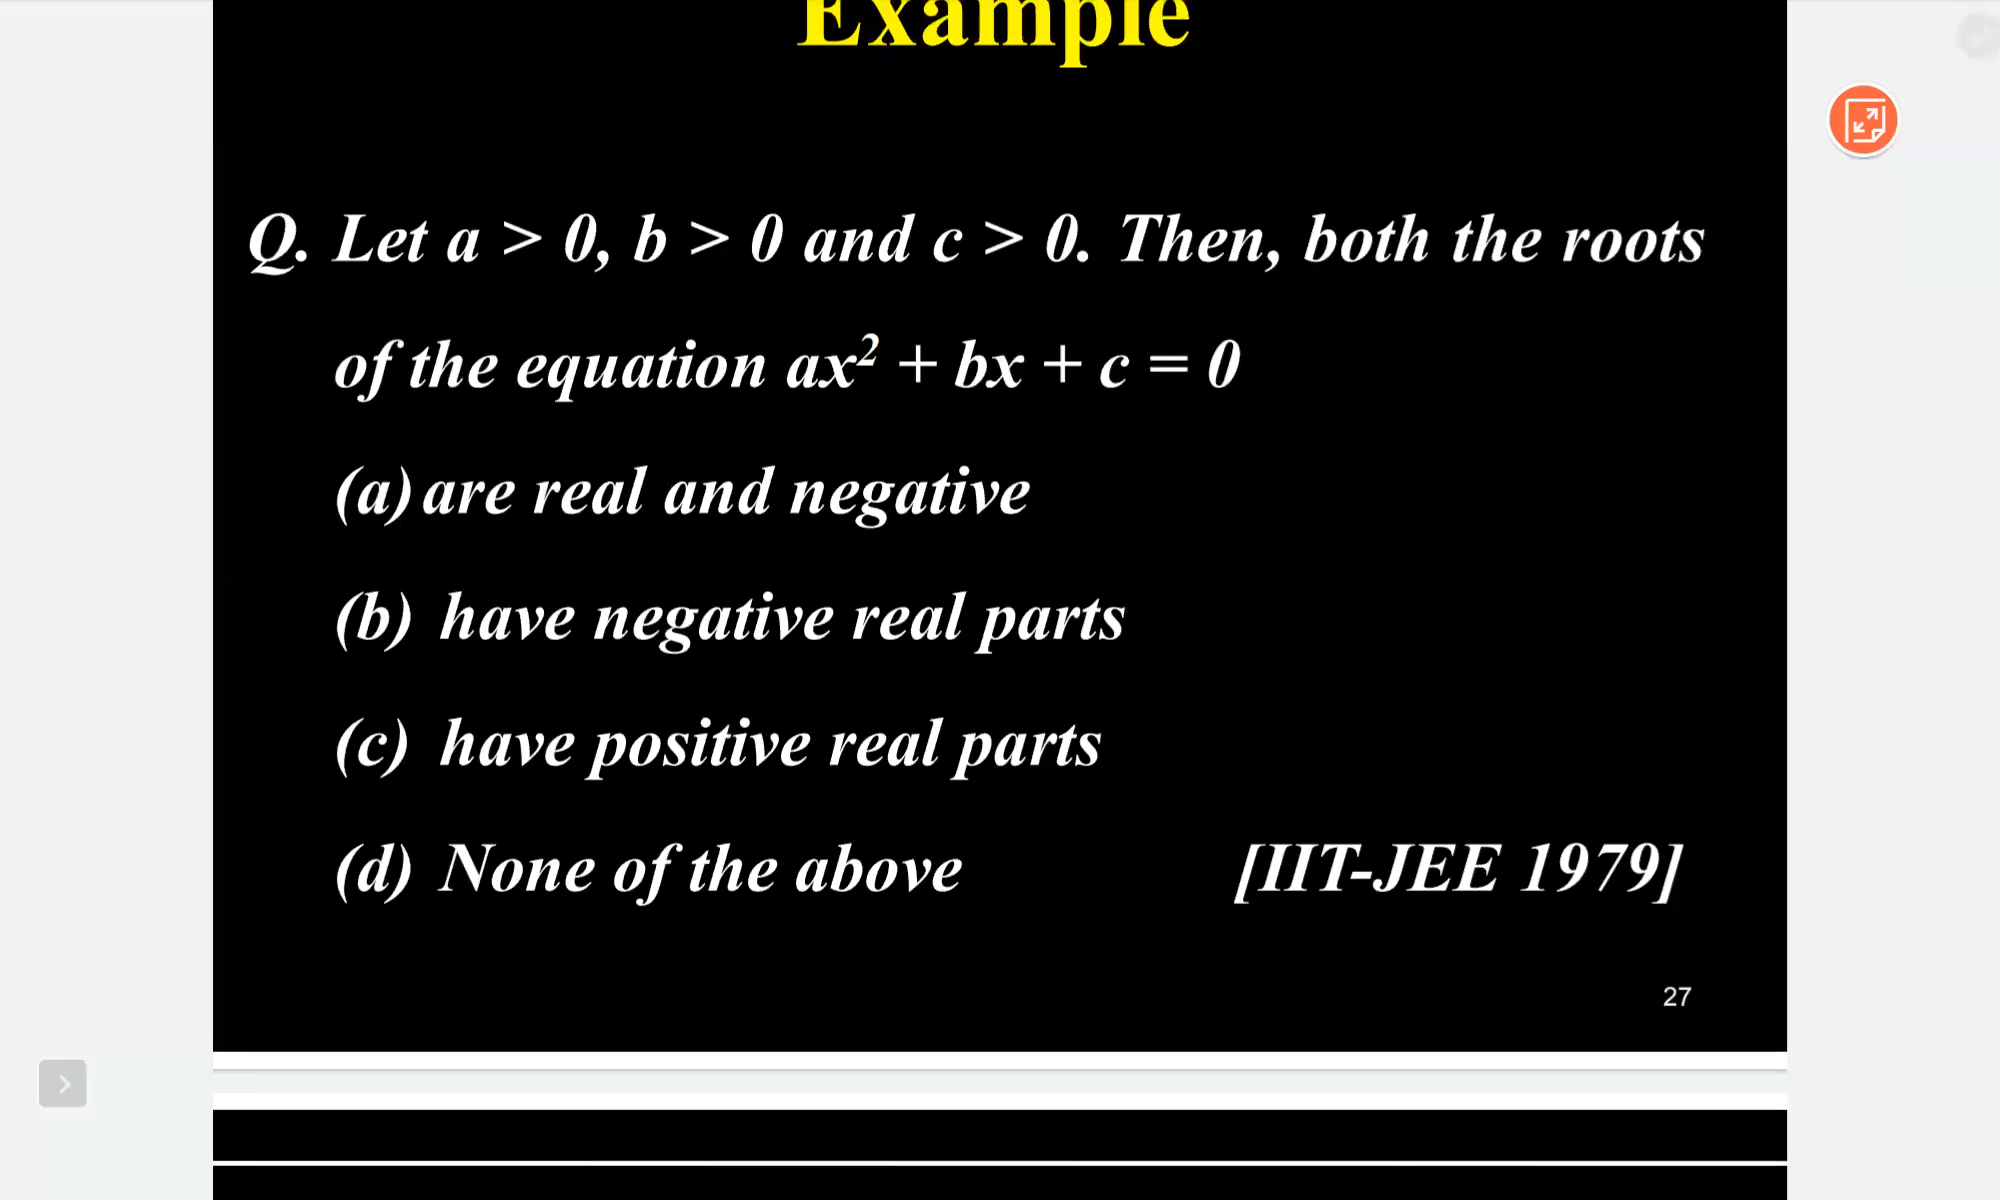 Example
Q. Let a > 0, b > 0 and c > 0. Then, both the roots
of the equation ax² + bx + c = 0
(a) are real and negative
(b) have negative real parts
(c) have positive real parts
(d) None of the above [IIT-JEE 1979]
27